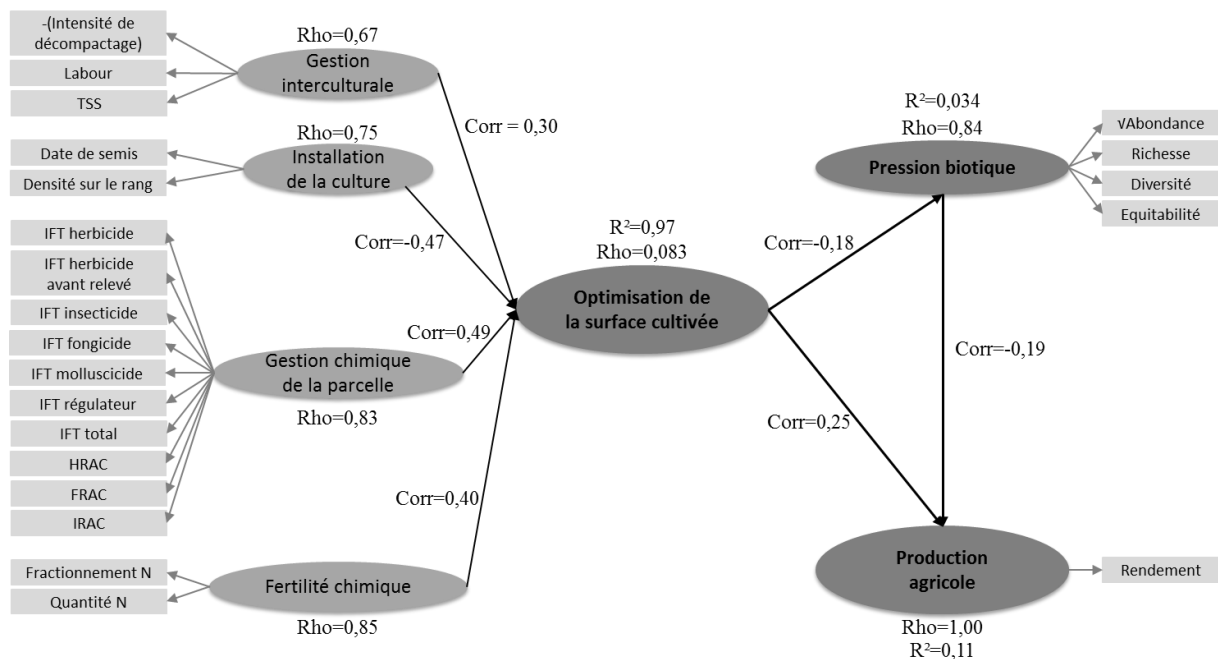 -(Intensité de
décompactage)
Labour
TSS
Rho=0,67
Gestion
interculturale
Corr = 0,30
Date de semis
Densité sur le rang
Rho=0,75
Installation
de la culture
Corr=-0,47
IFT herbicide
IFT herbicide
avant relevé
IFT insecticide
IFT fongicide
IFT molluscicide
IFT régulateur
IFT total
HRAC
FRAC
IRAC
Gestion chimique
de la parcelle
Rho=0,83
Corr=0,49
Fractionnement N
Quantité N
Fertilité chimique
Rho=0,85
Corr=0,40
R²=0,97
Rho=0,083
Optimisation de
la surface cultivée
Corr=-0,18
Corr=0,25
R²=0,034
Rho=0,84
Pression biotique
√Abondance
Richesse
Diversité
Equitabilité
Corr=-0,19
Production
agricole
Rho=1,00
R²=0,11
Rendement